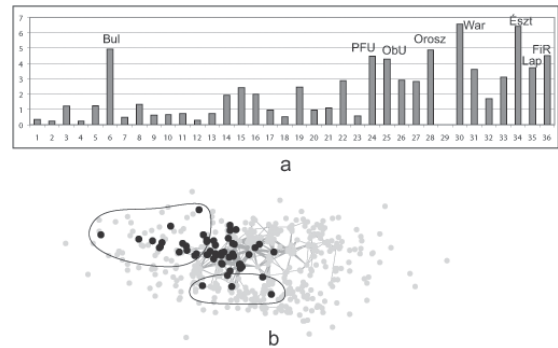 7
6
5
4
3
2
1
0
Bul
PFU
ObU
Orosz
War
Észt
Lap
FiR
1 2 3 4 5 6 7 8 9 10 11 12 13 14 15 16 17 18 19 20 21 22 23 24 25 26 27 28 29 30 31 32 33 34 35 36
a
b